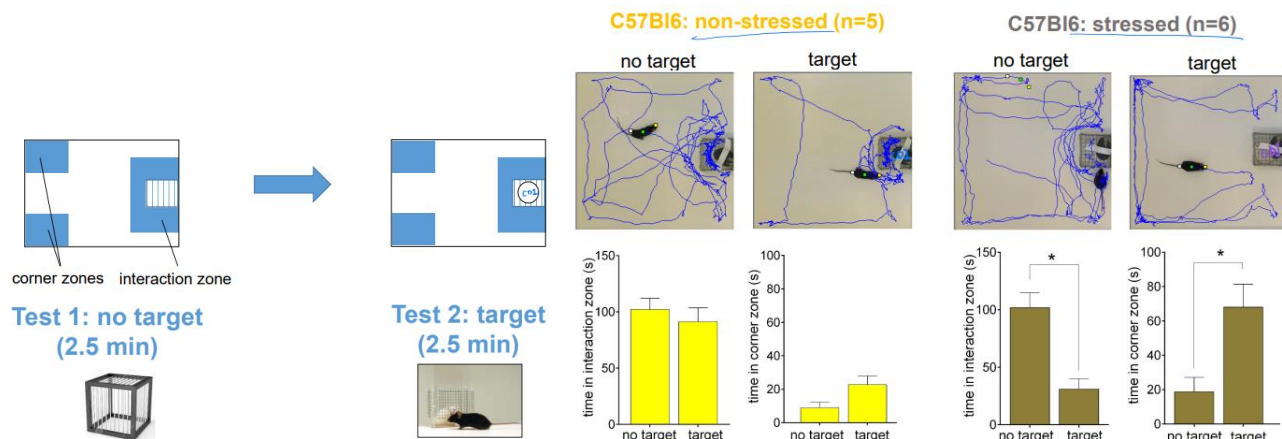 C57Bl6: non-stressed (n=5)
C57Bl6: stressed (n=6)
no target
target
no target
target
corner zones
interaction zone
Test 1: no target
(2.5 min)
Test 2: target
(2.5 min)
CD1
time in interaction zone (s)
150
100
50
0
no target
target
time in corner zone (s)
100
80
60
40
20
0
no target
target
time in interaction zone (s)
150
100
50
0
*
no target
target
time in corner zone (s)
100
80
60
40
20
0
*
no target
target